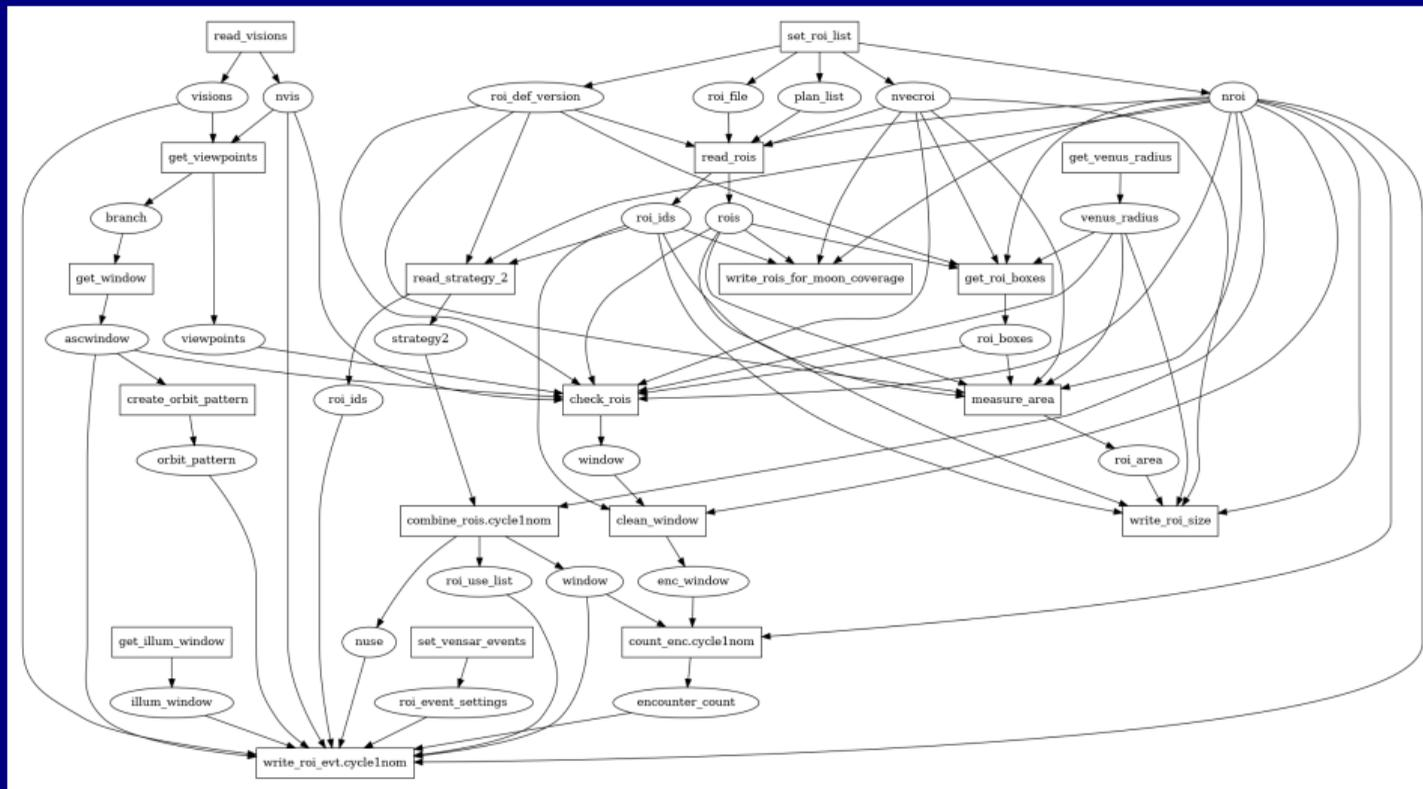 read_visions
set_roi_list
visions
nvis
roi_def_version
roi_file
plan_list
nvecroi
nroi
get_viewpoints
read_rois
get_venus_radius
branch
roi_ids
rois
venus_radius
get_window
read_strategy_2
write_rois_for_moon_coverage
get_roi_boxes
ascwindow
viewpoints
strategy2
roi_boxes
create_orbit_pattern
roi_ids
check_rois
measure_area
orbit_pattern
window
roi_area
combine_rois.cycle1nom
clean_window
write_roi_size
roi_use_list
window
enc_window
get_illum_window
nuse
set_vensar_events
count_enc.cycle1nom
illum_window
roi_event_settings
encounter_count
write_roi_evt.cycle1nom